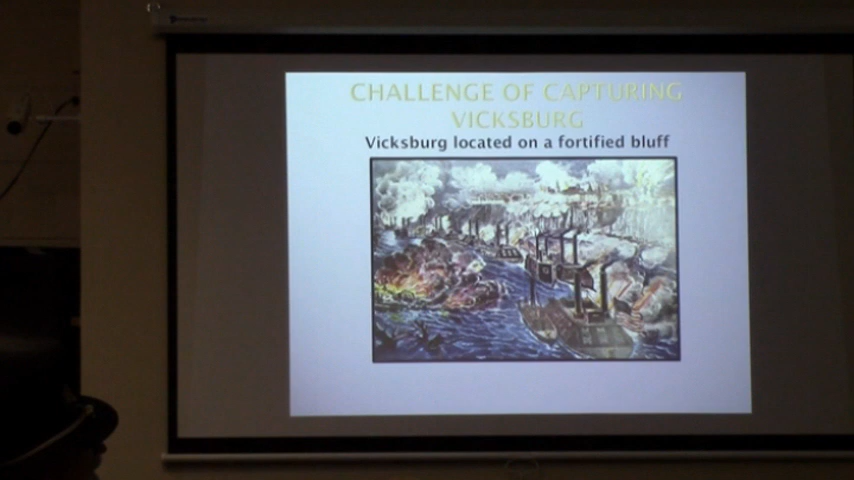 CHALLENGE OF CAPTURING
VICKSBURG
Vicksburg located on a fortified bluff